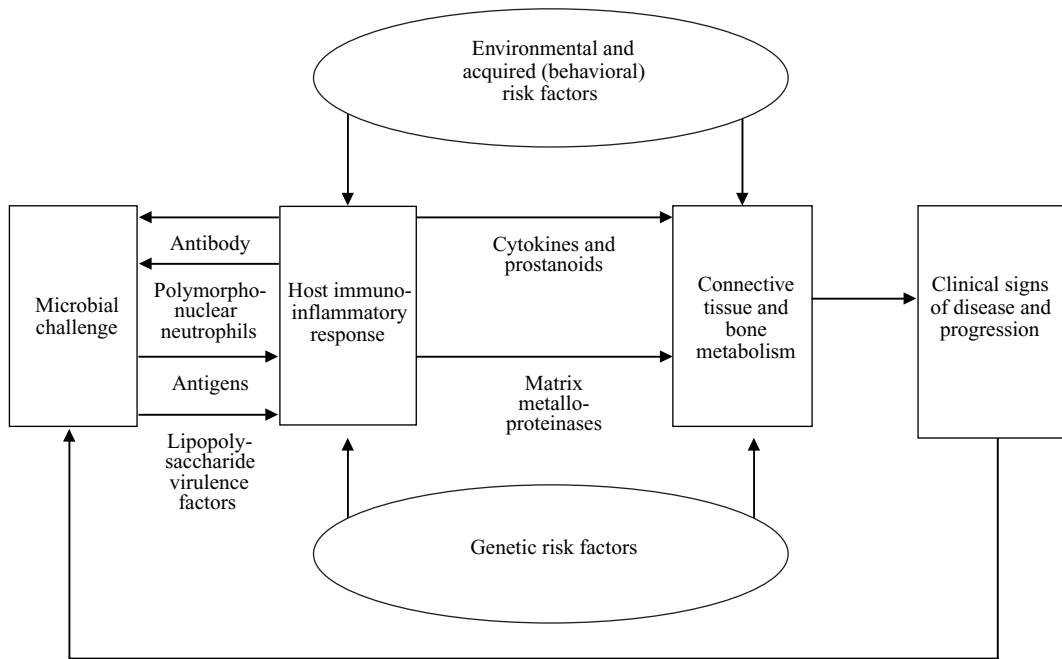 Environmental and
acquired (behavioral)
risk factors
Microbial
challenge
Antibody
Polymorpho-
nuclear
neutrophils
Antigens
Lipopoly-
saccharide
virulence
factors
Host immuno-
inflammatory
response
Cytokines and
prostanoids
Matrix
metallo-
proteinases
Connective
tissue and
bone
metabolism
Clinical signs
of disease and
progression
Genetic risk factors